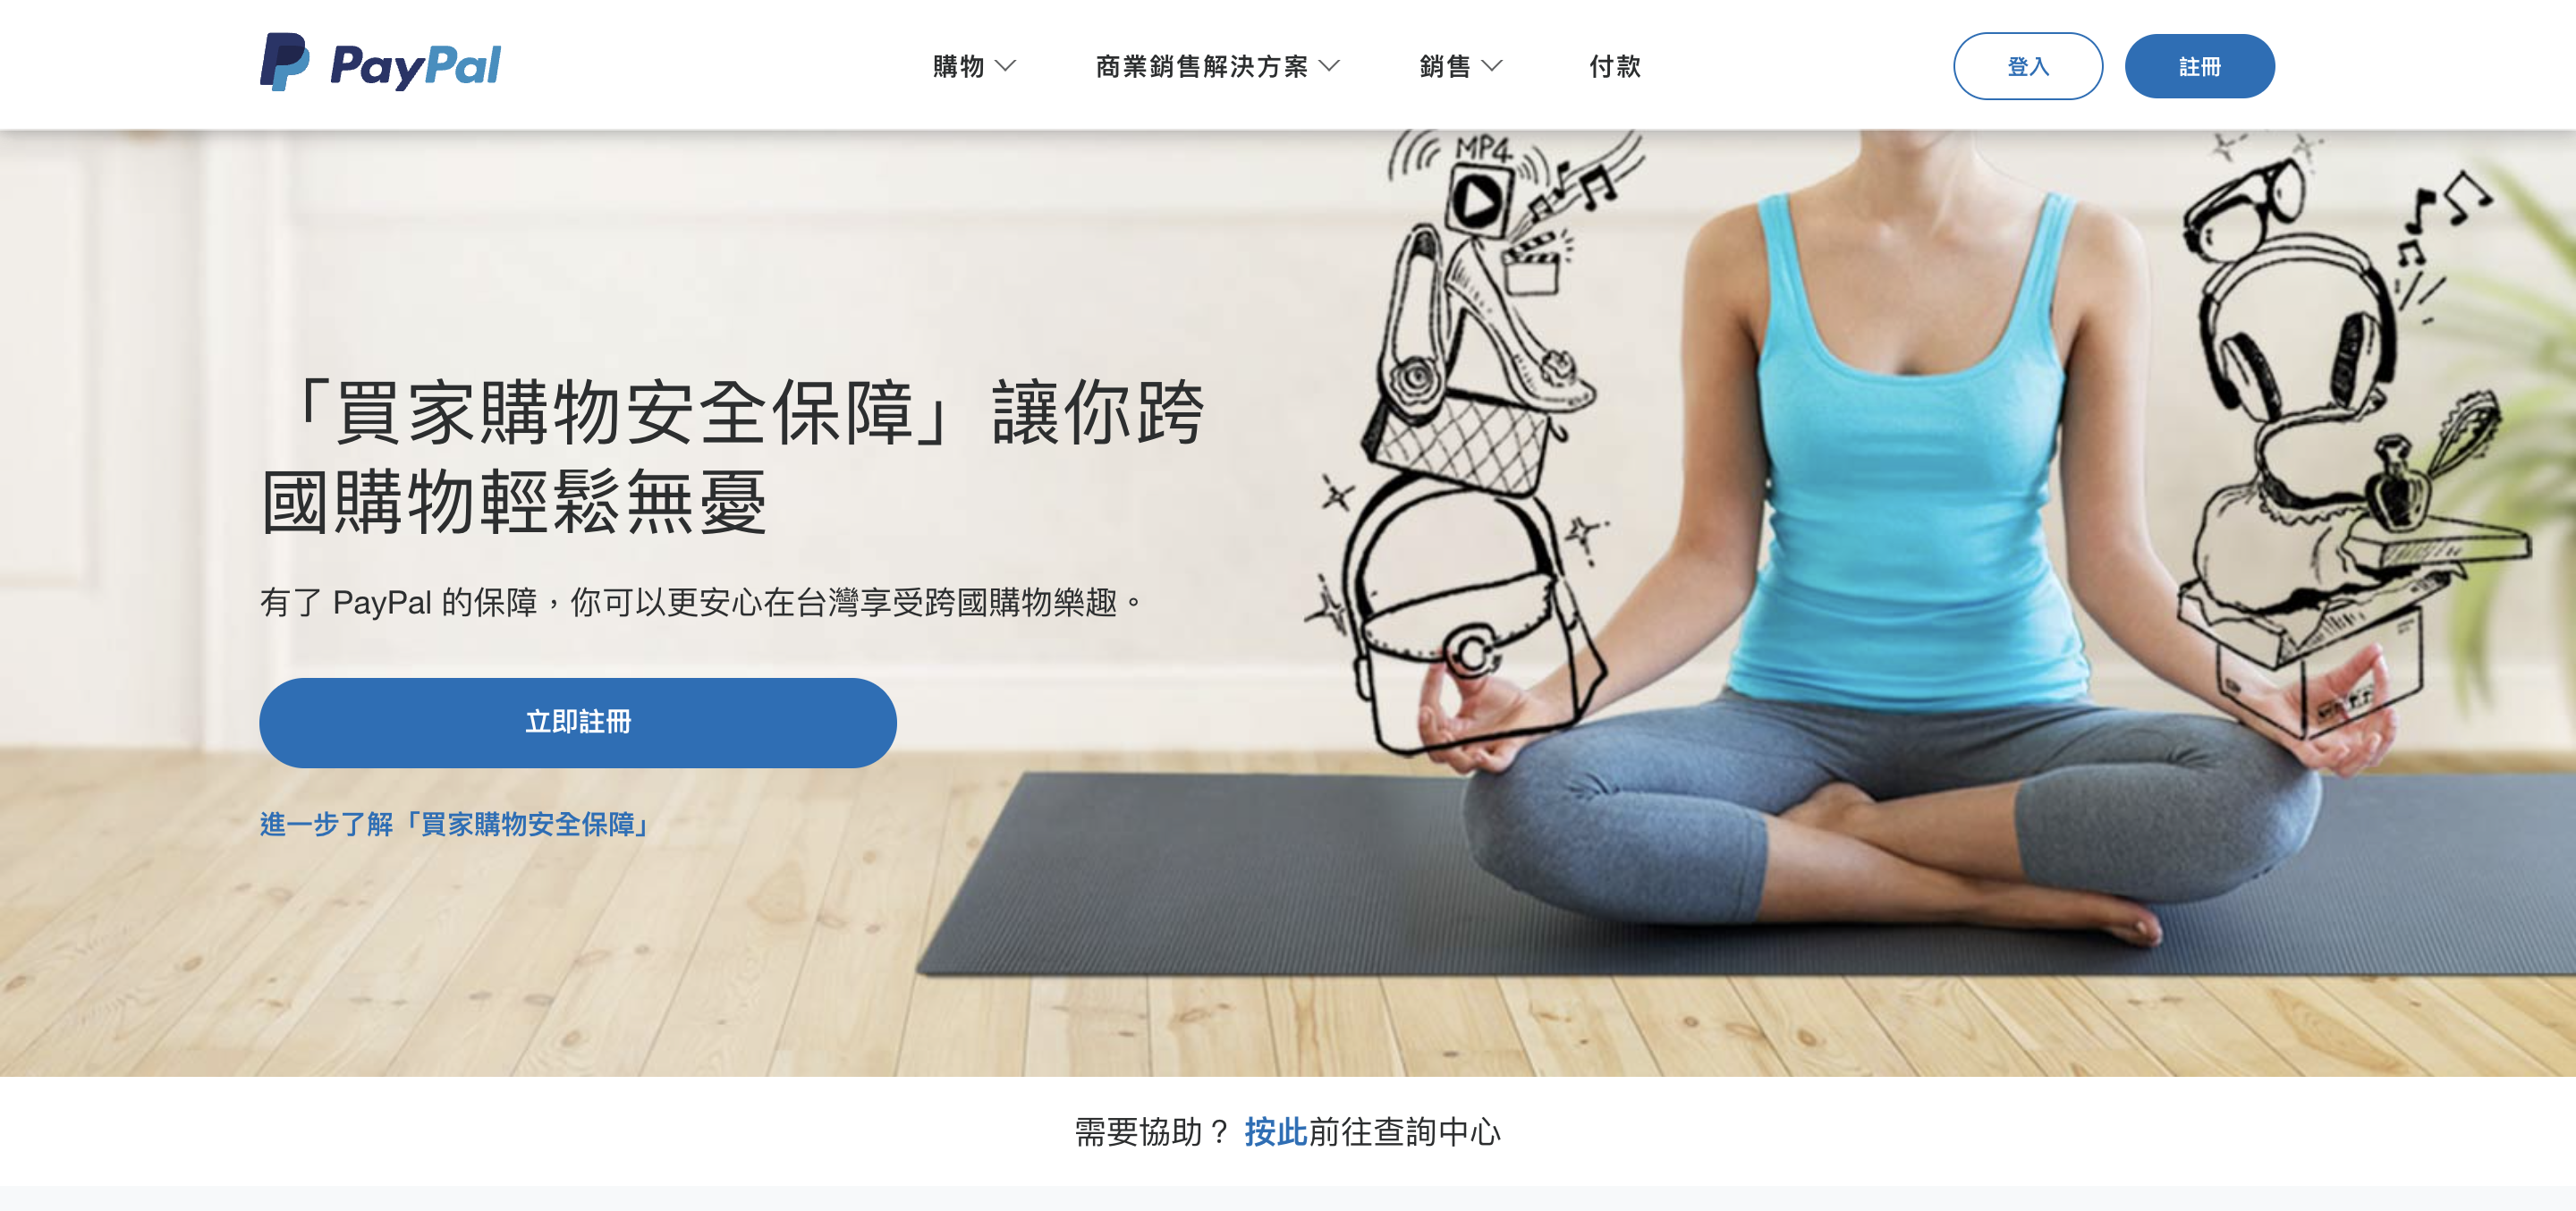 PayPal
購物
商業銷售解決方案
銷售
付款
登入
註冊
MP4
「買家購物安全保障」讓你跨
國購物輕鬆無憂
有了 PayPal 的保障，你可以更安心在台灣享受跨國購物樂趣。
立即註冊
進一步了解「買家購物安全保障」
需要協助？ 按此前往查詢中心